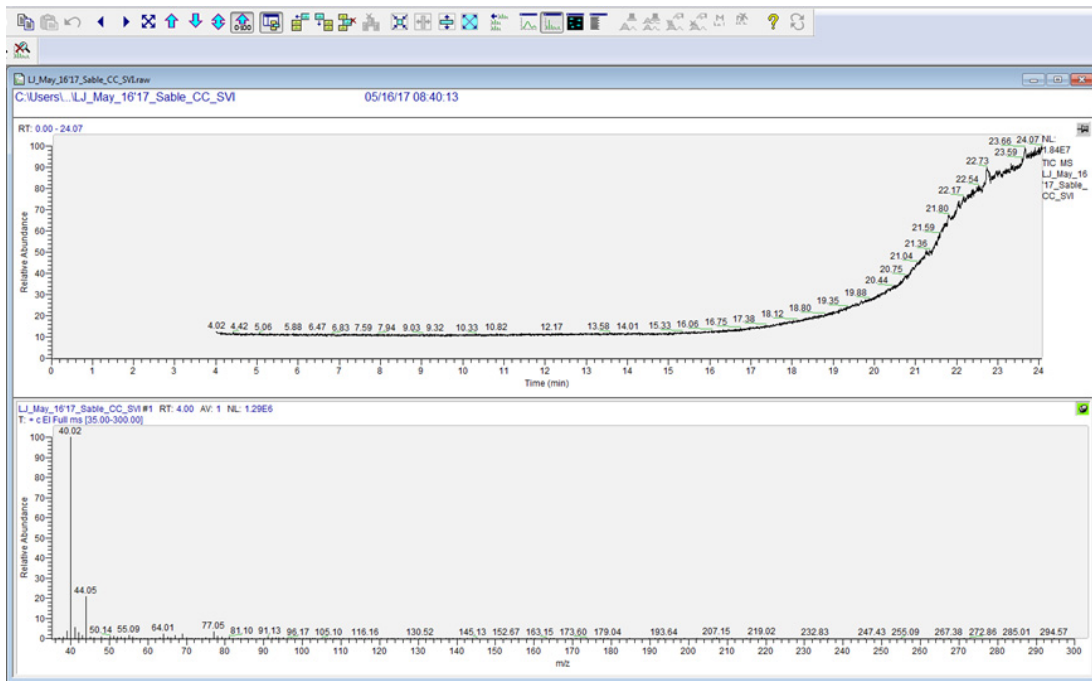 LJ_May_16'17_Sable_CC_SVI.raw
C:\Users\...\LJ_May_16'17_Sable_CC_SVI 05/16/17 08:40:13
RT: 0.00 - 24.07
NL:
1.84E7
TIC MS
LJ_May_16
'17_Sable_
CC_SVI
23.66 24.07
23.59
22.73
22.54
22.17
21.80
21.59
21.36
21.04
20.75
20.44
4.02 4.42 5.06 5.88 6.47 6.83 7.59 7.94 9.03 9.32 10.33 10.82 12.17 13.58 14.01 15.33 16.06 16.75 17.38 18.12 18.80 19.35 19.88
100
90
80
70
60
50
40
30
20
10
0
Relative Abundance
0 1 2 3 4 5 6 7 8 9 10 11 12 13 14 15 16 17 18 19 20 21 22 23 24
Time (min)
LJ_May_16'17_Sable_CC_SVI #1 RT: 4.00 AV: 1 NL: 1.29E6
T: + c EI Full ms [35.00-300.00]
40.02
44.05
50.14 55.09 64.01 77.05 81.10 91.13 96.17 105.10 116.16 130.52 145.13 152.67 163.15 173.60 179.04 193.64 207.15 219.02 232.83 247.43 255.09 267.38 272.86 285.01 294.57
100
90
80
70
60
50
40
30
20
10
0
Relative Abundance
40 50 60 70 80 90 100 110 120 130 140 150 160 170 180 190 200 210 220 230 240 250 260 270 280 290 300
m/z